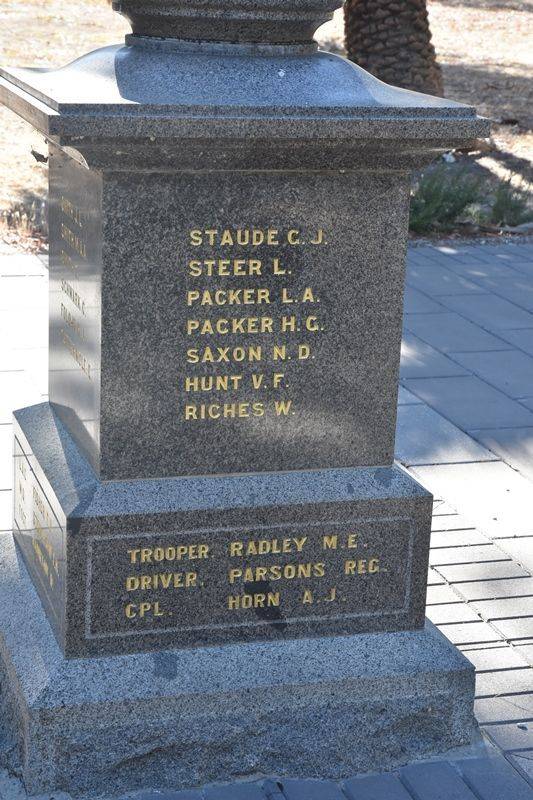 STAUDE C. J.
STEER L.
PACKER L. A.
PACKER H. G.
SAXON N. D.
HUNT V. F.
RICHES W.
TROOPER. RADLEY M. E.
DRIVER. PARSONS REG.
CPL. HORN A. J.